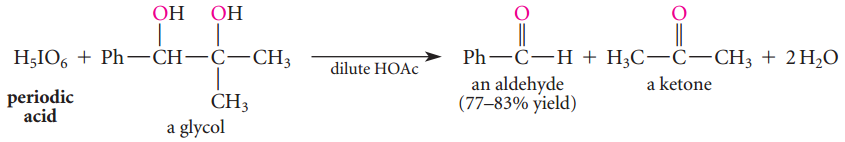 OH OH O O
H₅IO₆ + Ph—CH—C—CH₃ dilute HOAc Ph—C—H + H₃C—C—CH₃ + 2 H₂O
periodic acid CH₃ an aldehyde a ketone
a glycol (77–83% yield)